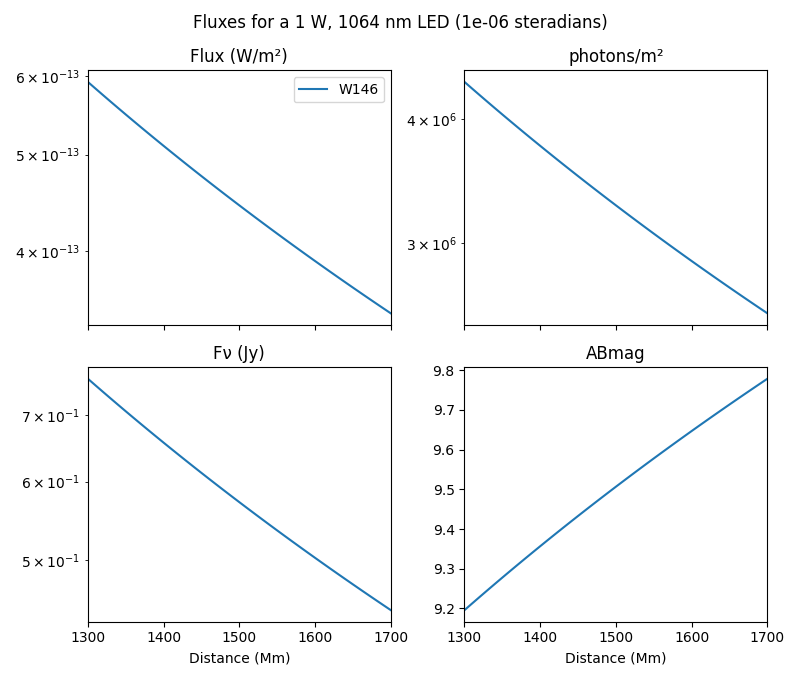 Fluxes for a 1 W, 1064 nm LED (1e-06 steradians)
Flux (W/m²)
6 × 10⁻¹³
5 × 10⁻¹³
4 × 10⁻¹³
W146
photons/m²
4 × 10⁶
3 × 10⁶
Fν (Jy)
7 × 10⁻¹
6 × 10⁻¹
5 × 10⁻¹
1300 1400 1500 1600 1700
Distance (Mm)
ABmag
9.8
9.7
9.6
9.5
9.4
9.3
9.2
1300 1400 1500 1600 1700
Distance (Mm)